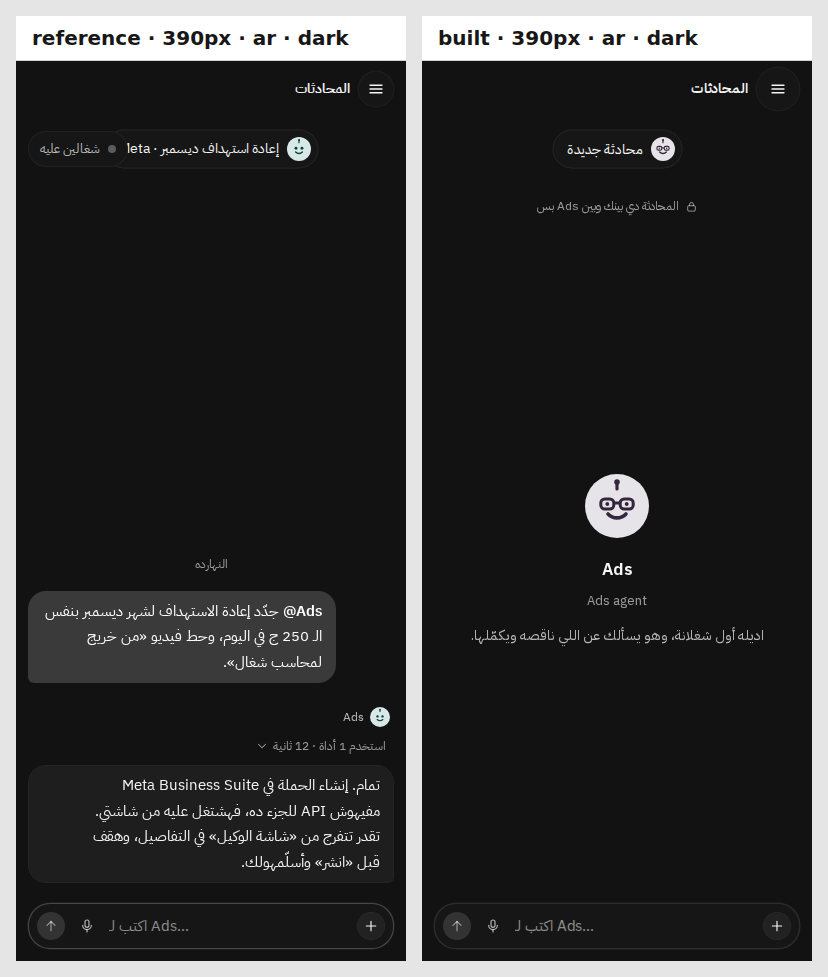 reference · 390px · ar · dark
المحادثات
إعادة استهداف ديسمبر · Meta
شغالين عليه
النهارده
@Ads جدّد إعادة الاستهداف لشهر ديسمبر بنفس
الـ 250 ج في اليوم، وحط فيديو «من خريج
لمحاسب شغال».
Ads
استخدم 1 أداة · 12 ثانية
تمام. إنشاء الحملة في Meta Business Suite
مفيهوش API للجزء ده، فهشتغل عليه من شاشتي.
تقدر تتفرج من «شاشة الوكيل» في التفاصيل، وهقف
قبل «انشر» وأسلّمهولك.
اكتب لـ Ads...
built · 390px · ar · dark
المحادثات
محادثة جديدة
المحادثة دي بينك وبين Ads بس
Ads
Ads agent
اديله أول شغلانة، وهو يسألك عن اللي ناقصه ويكمّلها.
اكتب لـ Ads...